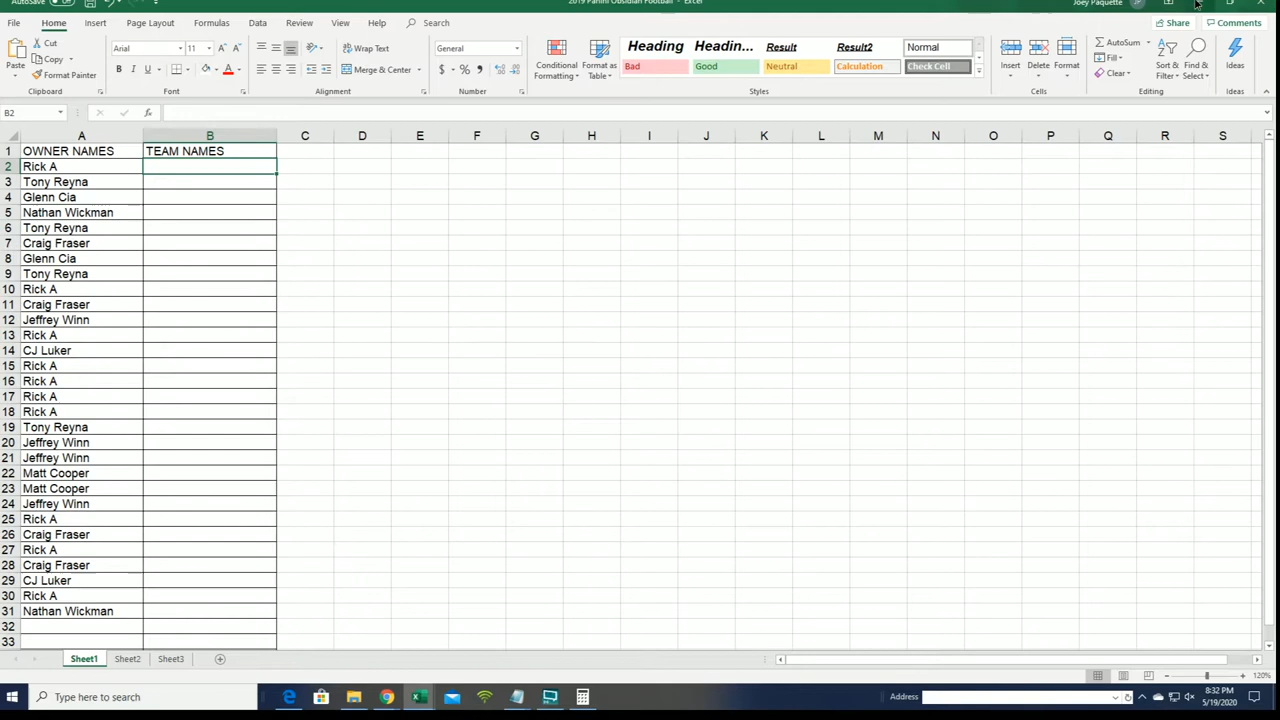 AutoSave Off 2019 Panini Obsidian Football - Excel Joey Paquette JP
File Home Insert Page Layout Formulas Data Review View Help Search Share Comments
Paste Cut Copy Format Painter Clipboard
Arial 11 B I U A Font
Wrap Text Merge & Center Alignment
General $ % Number
Conditional Formatting Format as Table
Heading Headin... Result Result2 Normal
Bad Good Neutral Calculation Check Cell
Styles
Insert Delete Format Cells
AutoSum Fill Clear Sort & Filter Find & Select Editing
Ideas Ideas
B2 fx
A B C D E F G H I J K L M N O P Q R S
1 OWNER NAMES TEAM NAMES
2 Rick A
3 Tony Reyna
4 Glenn Cia
5 Nathan Wickman
6 Tony Reyna
7 Craig Fraser
8 Glenn Cia
9 Tony Reyna
10 Rick A
11 Craig Fraser
12 Jeffrey Winn
13 Rick A
14 CJ Luker
15 Rick A
16 Rick A
17 Rick A
18 Rick A
19 Tony Reyna
20 Jeffrey Winn
21 Jeffrey Winn
22 Matt Cooper
23 Matt Cooper
24 Jeffrey Winn
25 Rick A
26 Craig Fraser
27 Rick A
28 Craig Fraser
29 CJ Luker
30 Rick A
31 Nathan Wickman
32
33
Sheet1 Sheet2 Sheet3
120%
Type here to search Address 8:32 PM
5/19/2020